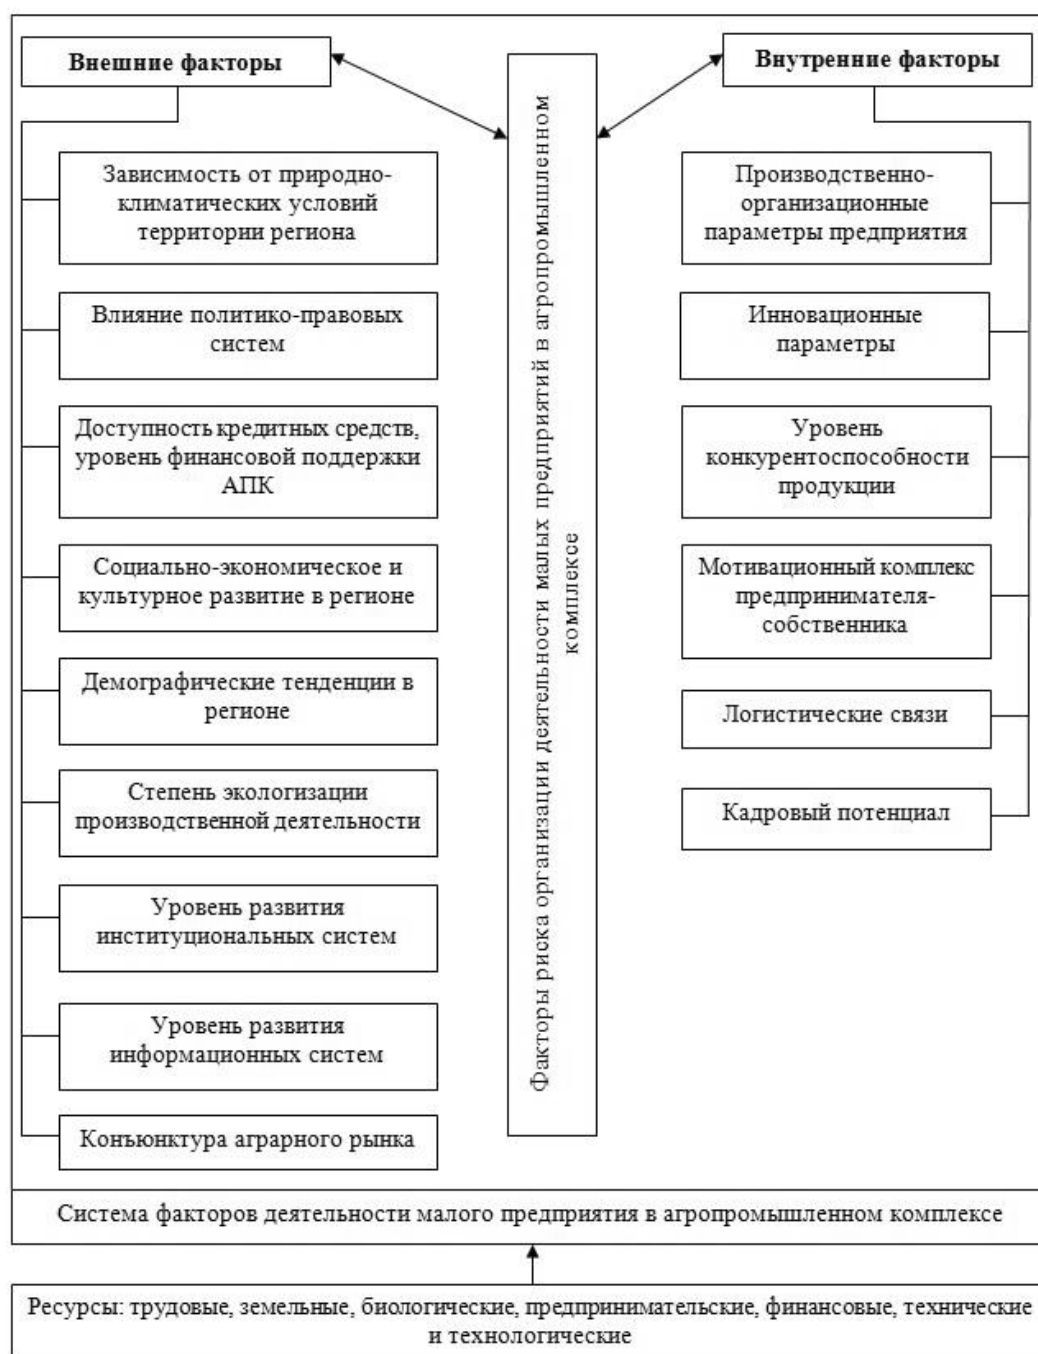 Внешние факторы
Зависимость от природно-
климатических условий
территории региона
Влияние политико-правовых
систем
Доступность кредитных средств,
уровень финансовой поддержки
АПК
Социально-экономическое и
культурное развитие в регионе
Демографические тенденции в
регионе
Степень экологизации
производственной деятельности
Уровень развития
институциональных систем
Уровень развития
информационных систем
Конъюнктура аграрного рынка
Факторы риска организации деятельности малых предприятий в агропромышленном
комплексе
Внутренние факторы
Производственно-
организационные
параметры предприятия
Инновационные
параметры
Уровень
конкурентоспособности
продукции
Мотивационный комплекс
предпринимателя-
собственника
Логистические связи
Кадровый потенциал
Система факторов деятельности малого предприятия в агропромышленном комплексе
Ресурсы: трудовые, земельные, биологические, предпринимательские, финансовые, технические
и технологические